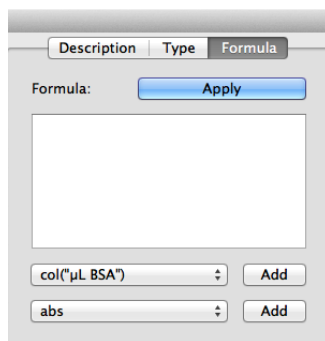 Description Type Formula
Formula: Apply
col("µL BSA") Add
abs Add